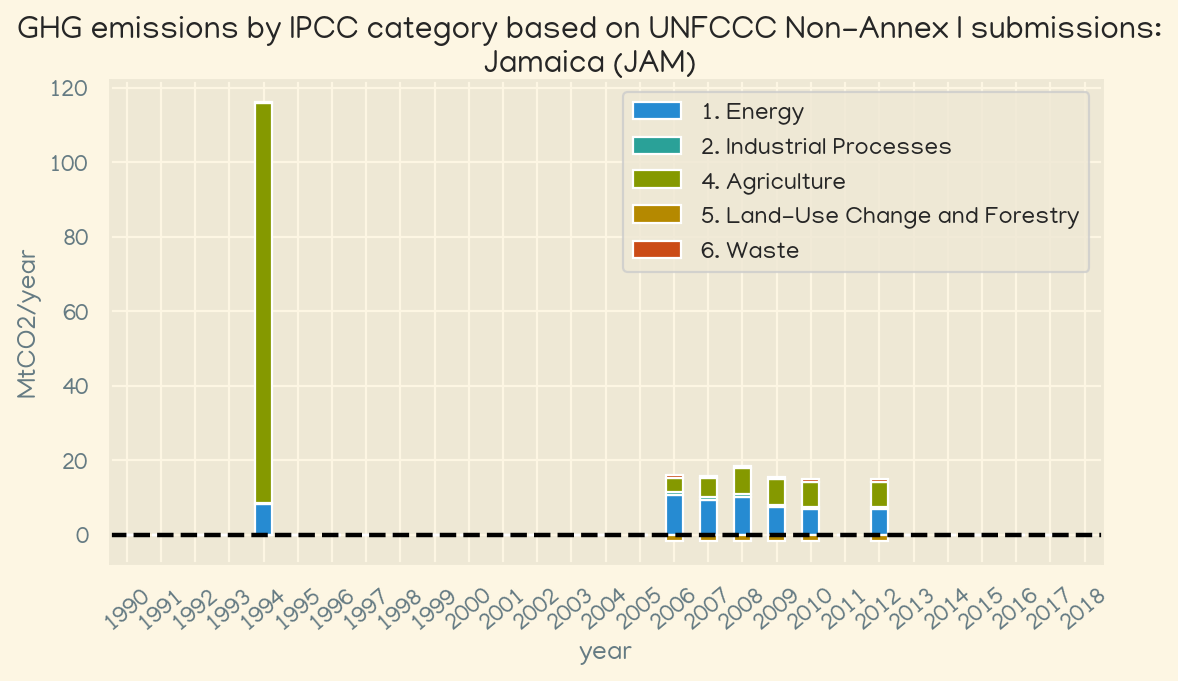 GHG emissions by IPCC category based on UNFCCC Non-Annex I submissions:
Jamaica (JAM)
120
100
80
60
40
20
0
MtCO2/year
1. Energy
2. Industrial Processes
4. Agriculture
5. Land-Use Change and Forestry
6. Waste
1990 1991 1992 1993 1994 1995 1996 1997 1998 1999 2000 2001 2002 2003 2004 2005 2006 2007 2008 2009 2010 2011 2012 2013 2014 2015 2016 2017 2018
year